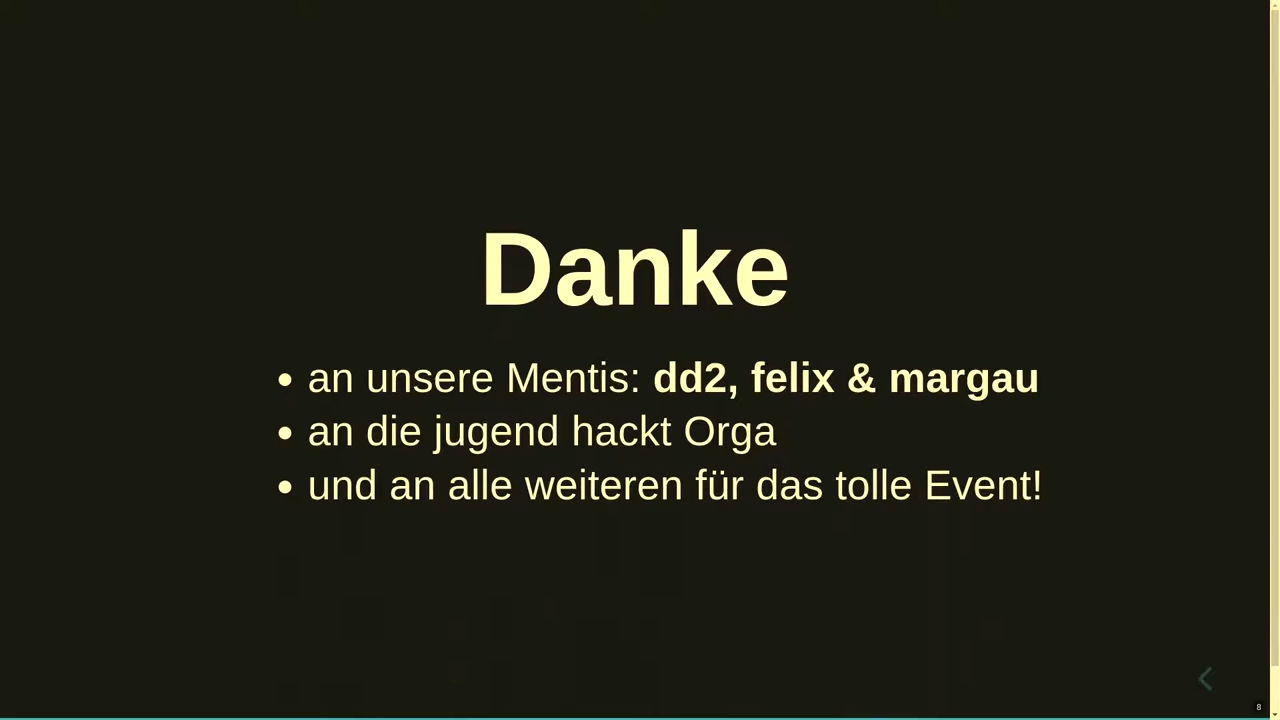 Danke
• an unsere Mentis: dd2, felix & margau
• an die jugend hackt Orga
• und an alle weiteren für das tolle Event!
8